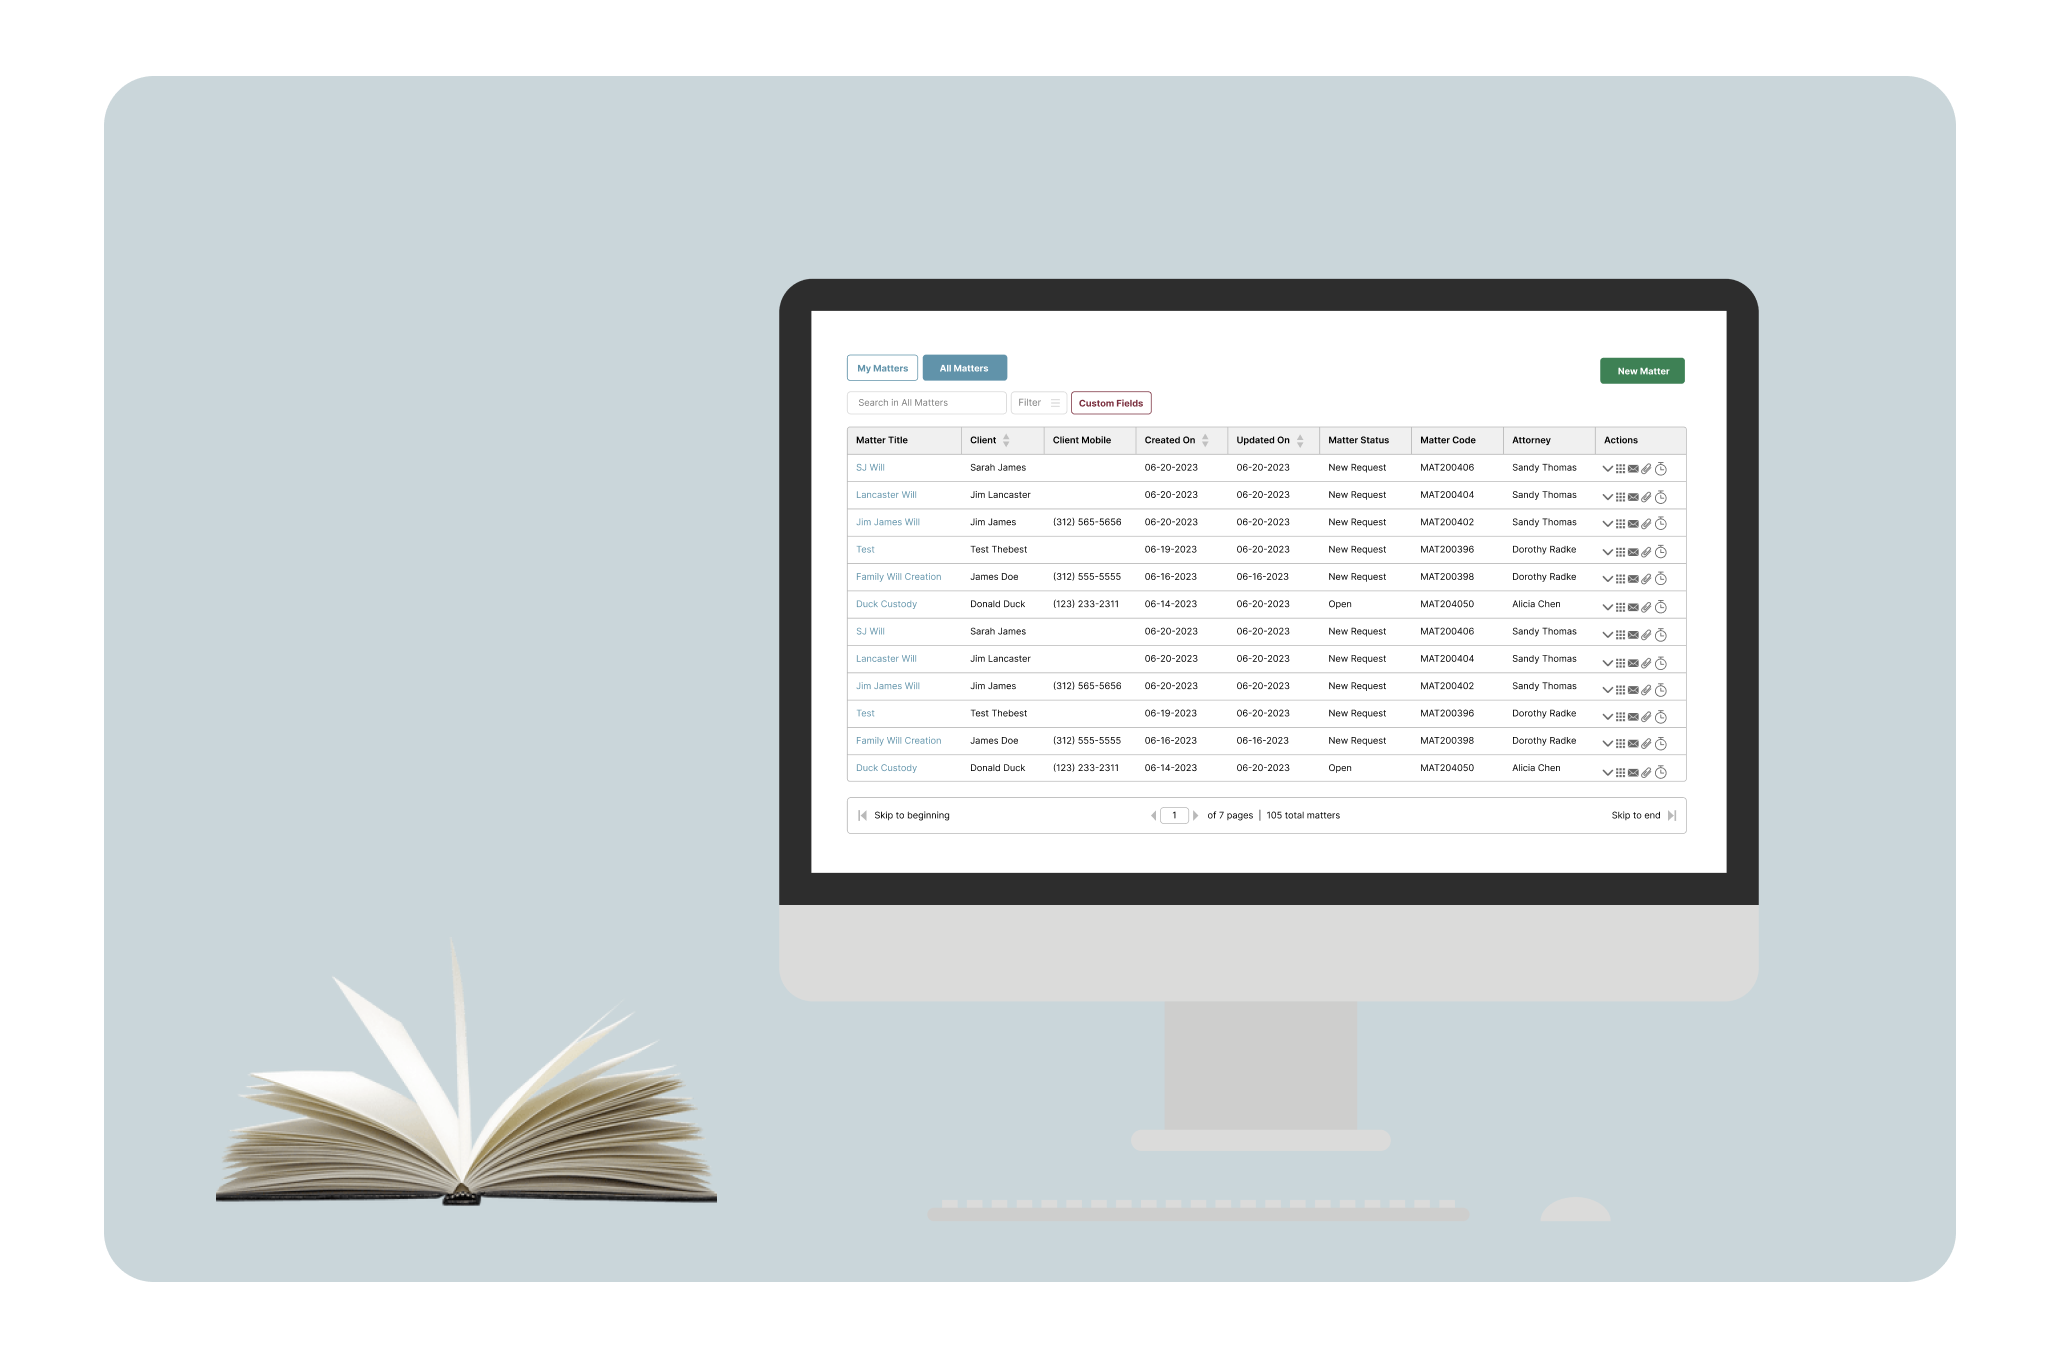 My Matters All Matters New Matter
Search in All Matters Filter Custom Fields
Matter Title Client Client Mobile Created On Updated On Matter Status Matter Code Attorney Actions
SJ Will Sarah James 06-20-2023 06-20-2023 New Request MAT200406 Sandy Thomas
Lancaster Will Jim Lancaster 06-20-2023 06-20-2023 New Request MAT200404 Sandy Thomas
Jim James Will Jim James (312) 565-5656 06-20-2023 06-20-2023 New Request MAT200402 Sandy Thomas
Test Test Thebest 06-19-2023 06-20-2023 New Request MAT200396 Dorothy Radke
Family Will Creation James Doe (312) 555-5555 06-16-2023 06-16-2023 New Request MAT200398 Dorothy Radke
Duck Custody Donald Duck (123) 233-2311 06-14-2023 06-20-2023 Open MAT204050 Alicia Chen
SJ Will Sarah James 06-20-2023 06-20-2023 New Request MAT200406 Sandy Thomas
Lancaster Will Jim Lancaster 06-20-2023 06-20-2023 New Request MAT200404 Sandy Thomas
Jim James Will Jim James (312) 565-5656 06-20-2023 06-20-2023 New Request MAT200402 Sandy Thomas
Test Test Thebest 06-19-2023 06-20-2023 New Request MAT200396 Dorothy Radke
Family Will Creation James Doe (312) 555-5555 06-16-2023 06-16-2023 New Request MAT200398 Dorothy Radke
Duck Custody Donald Duck (123) 233-2311 06-14-2023 06-20-2023 Open MAT204050 Alicia Chen
Skip to beginning 1 of 7 pages | 105 total matters Skip to end